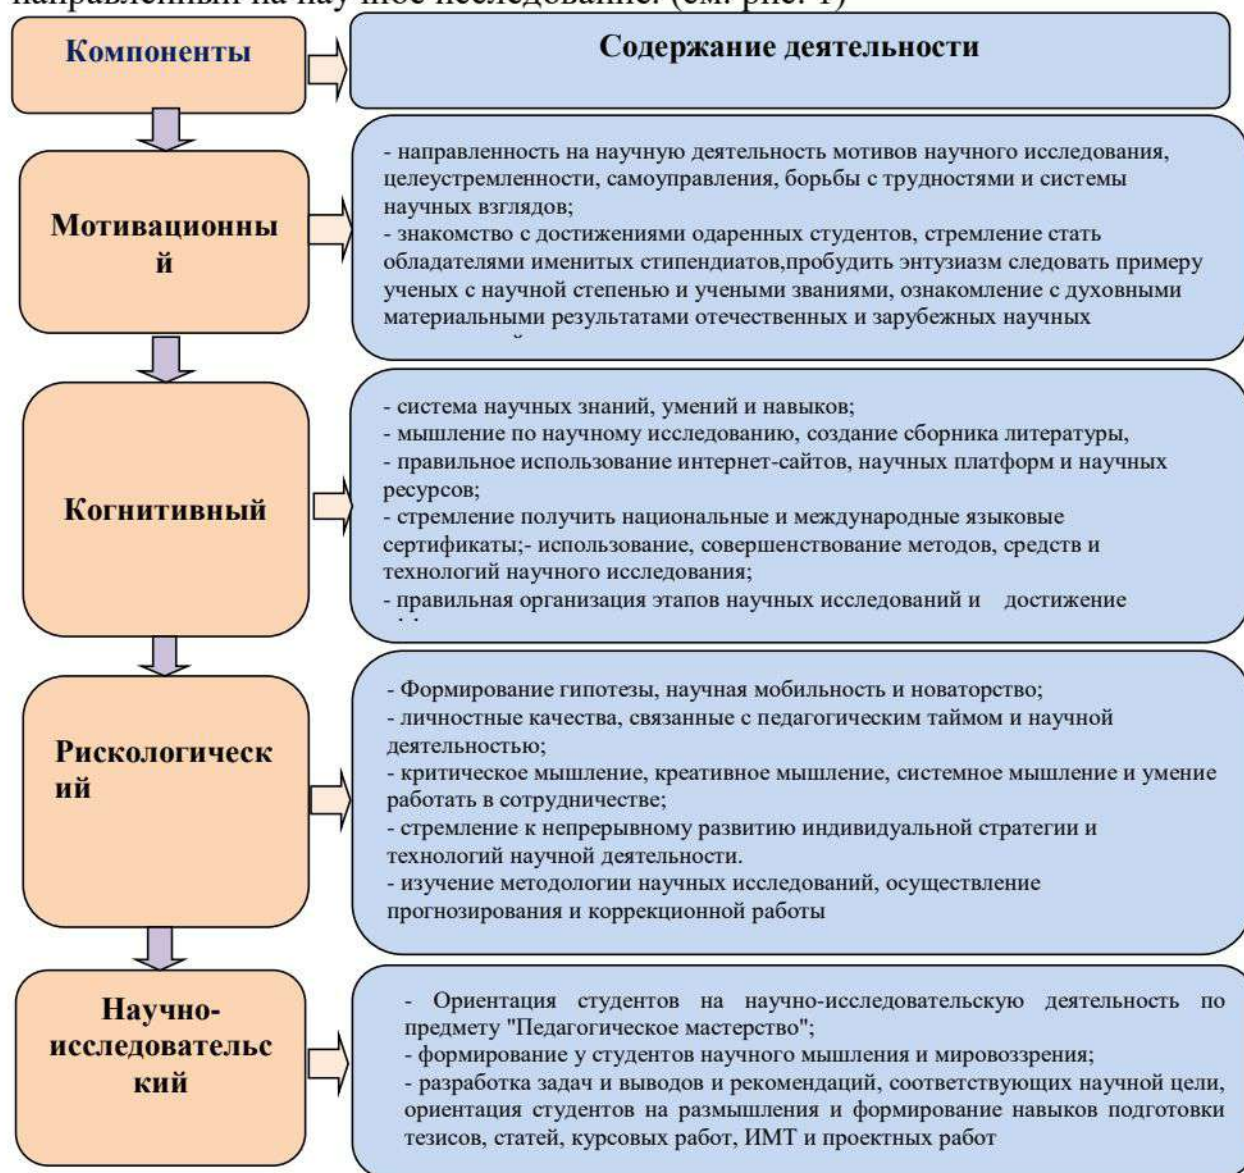 направленный на научное исследование. (см. рис. 1)
Компоненты
Содержание деятельности
Мотивационны
й
- направленность на научную деятельность мотивов научного исследования,
целеустремленности, самоуправления, борьбы с трудностями и системы
научных взглядов;
- знакомство с достижениями одаренных студентов, стремление стать
обладателями именитых стипендиатов,пробудить энтузиазм следовать примеру
ученых с научной степенью и учеными званиями, ознакомление с духовными
материальными результатами отечественных и зарубежных научных
Когнитивный
- система научных знаний, умений и навыков;
- мышление по научному исследованию, создание сборника литературы,
- правильное использование интернет-сайтов, научных платформ и научных
ресурсов;
- стремление получить национальные и международные языковые
сертификаты;- использование, совершенствование методов, средств и
технологий научного исследования;
- правильная организация этапов научных исследований и достижение
Рискологическ
ий
- Формирование гипотезы, научная мобильность и новаторство;
- личностные качества, связанные с педагогическим таймом и научной
деятельностью;
- критическое мышление, креативное мышление, системное мышление и умение
работать в сотрудничестве;
- стремление к непрерывному развитию индивидуальной стратегии и
технологий научной деятельности.
- изучение методологии научных исследований, осуществление
прогнозирования и коррекционной работы
Научно-
исследовательс
кий
- Ориентация студентов на научно-исследовательскую деятельность по
предмету "Педагогическое мастерство";
- формирование у студентов научного мышления и мировоззрения;
- разработка задач и выводов и рекомендаций, соответствующих научной цели,
ориентация студентов на размышления и формирование навыков подготовки
тезисов, статей, курсовых работ, ИМТ и проектных работ